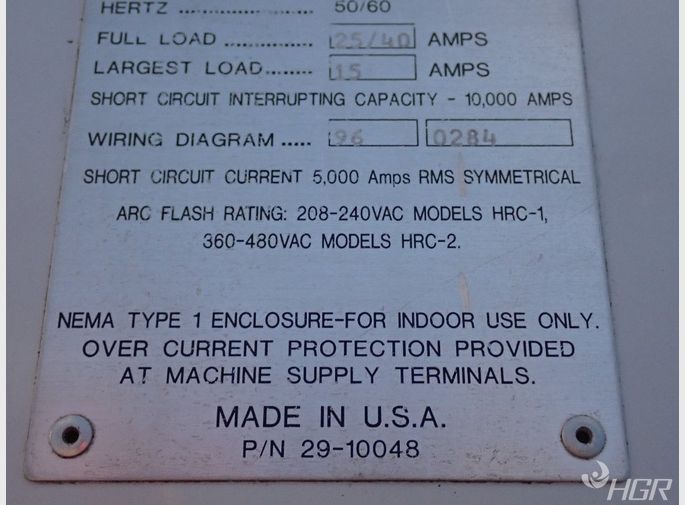 HERTZ ................. 50/60
FULL LOAD .............. 25/40 AMPS
LARGEST LOAD........ 15 AMPS
SHORT CIRCUIT INTERRUPTING CAPACITY - 10,000 AMPS
WIRING DIAGRAM ..... 96 0284
SHORT CIRCUIT CURRENT 5,000 Amps RMS SYMMETRICAL
ARC FLASH RATING: 208-240VAC MODELS HRC-1,
360-480VAC MODELS HRC-2.
NEMA TYPE 1 ENCLOSURE-FOR INDOOR USE ONLY.
OVER CURRENT PROTECTION PROVIDED
AT MACHINE SUPPLY TERMINALS.
MADE IN U.S.A.
P/N 29-10048
HGR